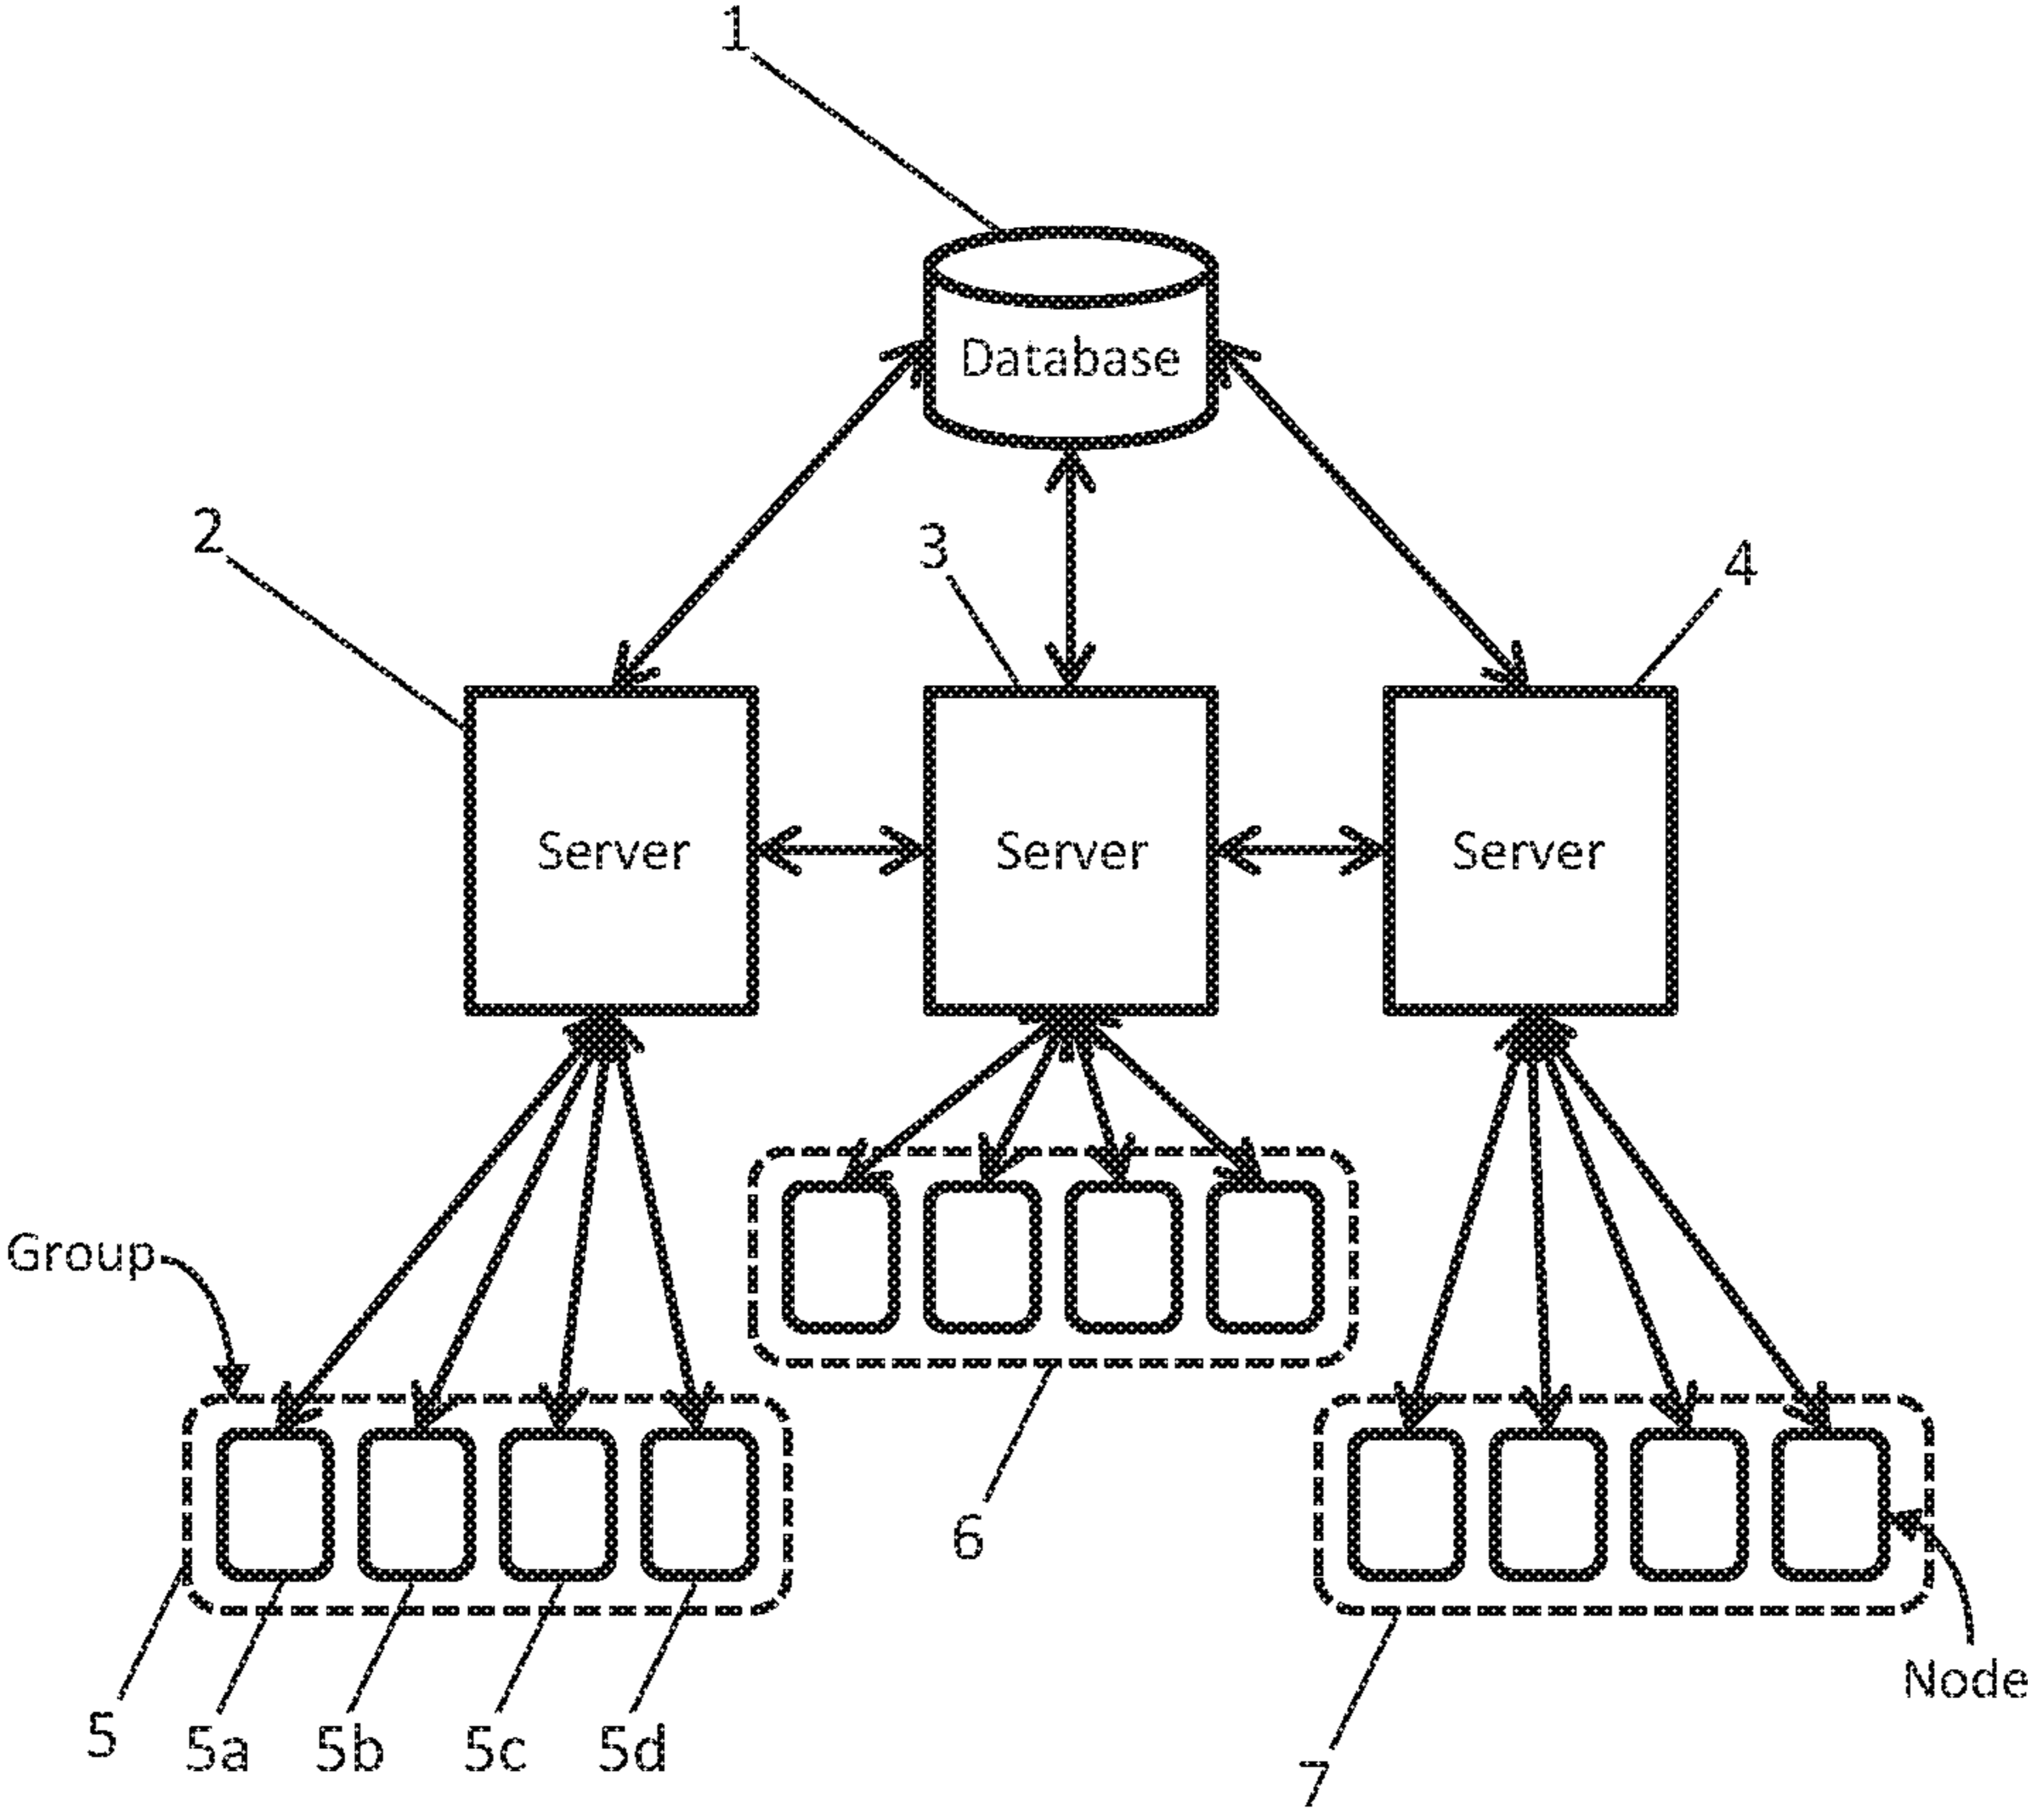 1
Database
2
3
4
Server
Server
Server
Group
6
Node
5
5a
5b
5c
5d
7